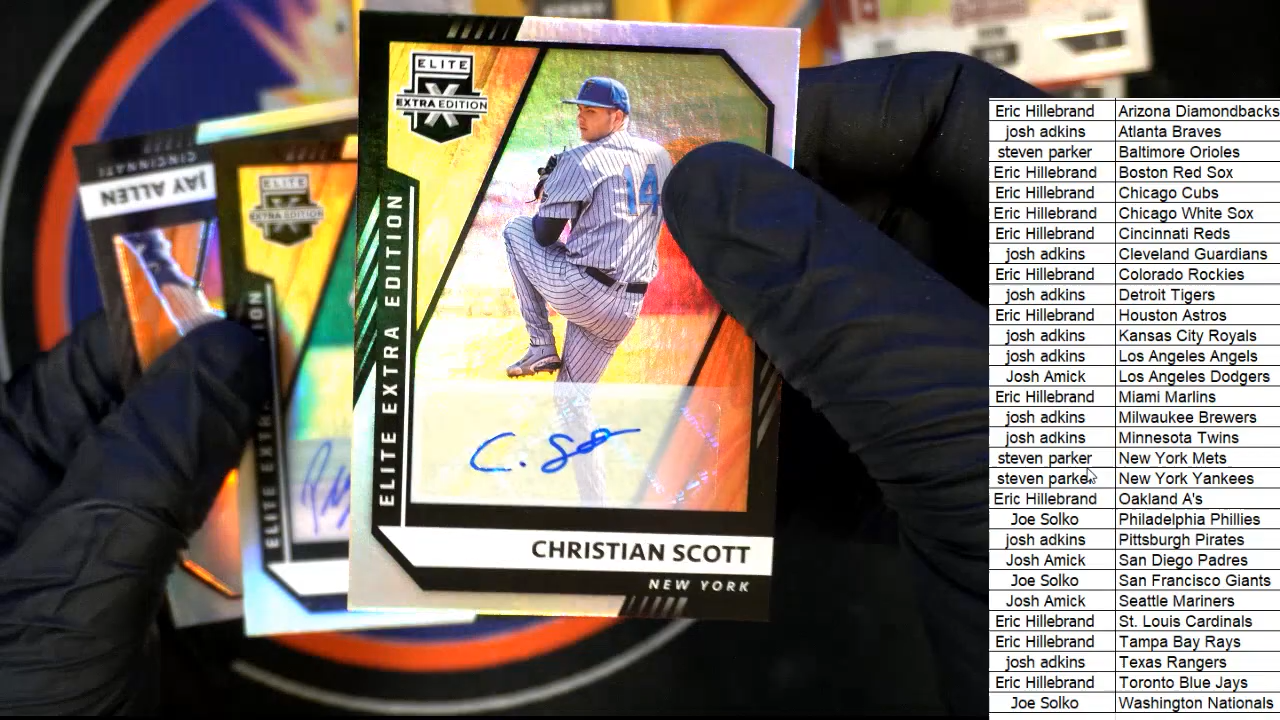 ELITE
EXTRA EDITION
14
ELITE EXTRA EDITION
C. Scott
CHRISTIAN SCOTT
NEW YORK
CINCINNATI
JAY ALLEN
ELITE
EXTRA EDITION
Eric Hillebrand Arizona Diamondbacks
josh adkins Atlanta Braves
steven parker Baltimore Orioles
Eric Hillebrand Boston Red Sox
Eric Hillebrand Chicago Cubs
Eric Hillebrand Chicago White Sox
Eric Hillebrand Cincinnati Reds
josh adkins Cleveland Guardians
Eric Hillebrand Colorado Rockies
josh adkins Detroit Tigers
Eric Hillebrand Houston Astros
josh adkins Kansas City Royals
josh adkins Los Angeles Angels
Josh Amick Los Angeles Dodgers
Eric Hillebrand Miami Marlins
josh adkins Milwaukee Brewers
josh adkins Minnesota Twins
steven parker New York Mets
steven parker New York Yankees
Eric Hillebrand Oakland A's
Joe Solko Philadelphia Phillies
josh adkins Pittsburgh Pirates
Josh Amick San Diego Padres
Joe Solko San Francisco Giants
Josh Amick Seattle Mariners
Eric Hillebrand St. Louis Cardinals
Eric Hillebrand Tampa Bay Rays
josh adkins Texas Rangers
Eric Hillebrand Toronto Blue Jays
Joe Solko Washington Nationals